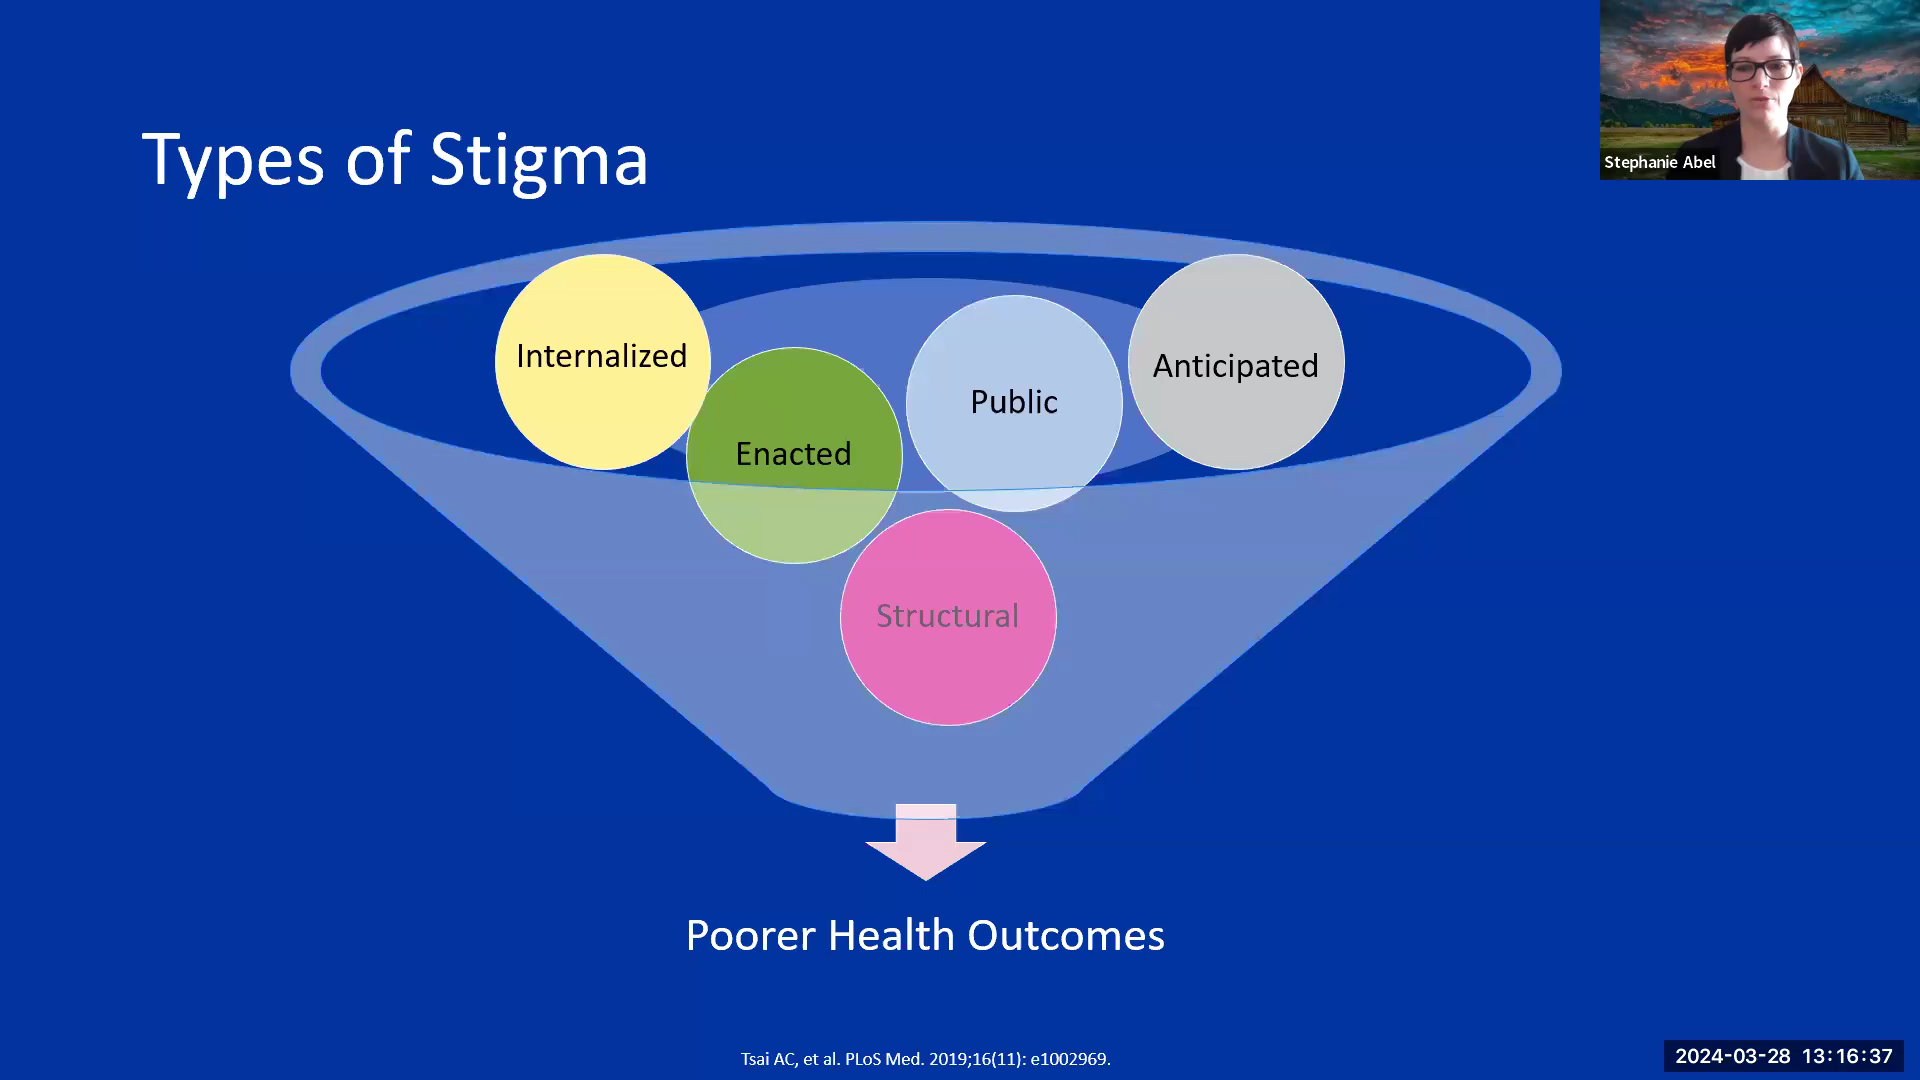 Types of Stigma
Stephanie Abel
Internalized
Enacted
Public
Anticipated
Structural
Poorer Health Outcomes
Tsai AC, et al. PLoS Med. 2019;16(11): e1002969.
2024-03-28 13:16:37